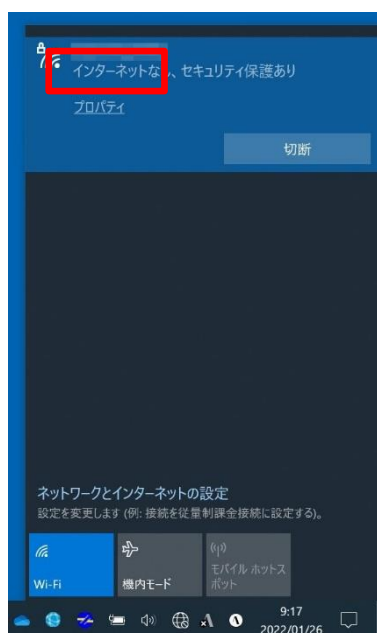 インターネットなし、セキュリティ保護あり
プロパティ
切断
ネットワークとインターネットの設定
設定を変更します (例: 接続を従量制課金接続に設定する)。
Wi-Fi
機内モード
モバイル ホットス
ポット
9:17
2022/01/26